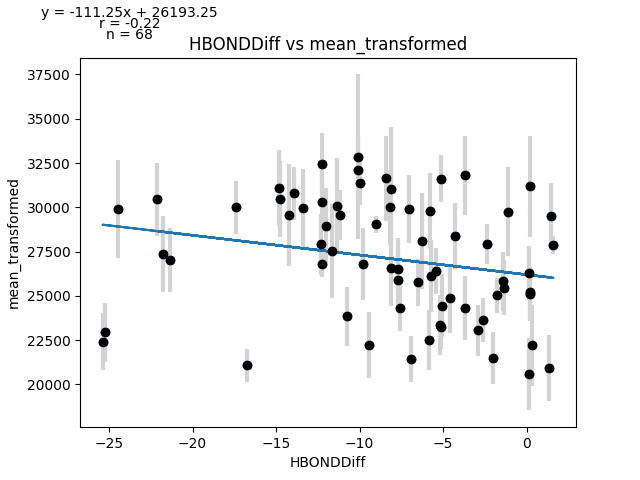 y = -111.25x + 26193.25
r = -0.22
n = 68
HBONDDiff vs mean_transformed
37500
35000
32500
30000
27500
25000
22500
20000
mean_transformed
−25
−20
−15
−10
−5
0
HBONDDiff